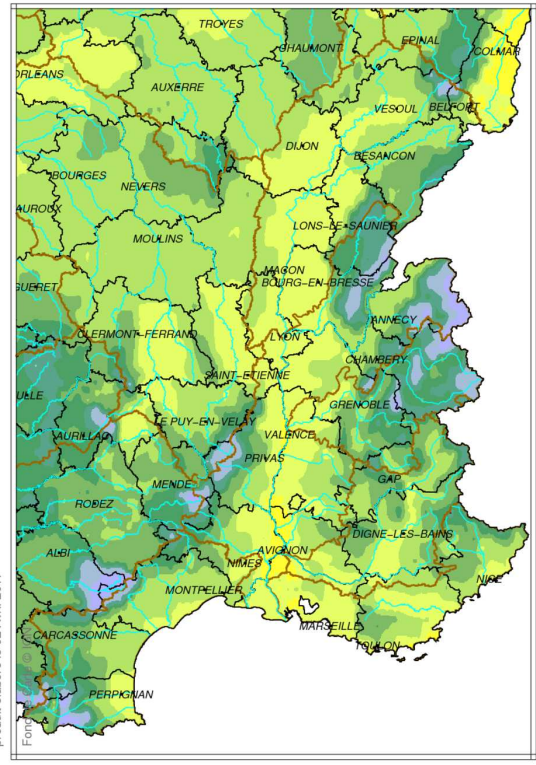 TROYES
CHAUMONT
EPINAL
COLMAR
ORLEANS
AUXERRE
VESOUL
BELFORT
DIJON
BESANCON
BOURGES
NEVERS
AUROUX
LONS-LE-SAUNIER
MOULINS
MACON
BOURG-EN-BRESSE
GUERET
ANNECY
CLERMONT-FERRAND
LYON
CHAMBERY
SAINT-ETIENNE
ULLE
GRENOBLE
LE PUY-EN-VELAY
AURILLAC
VALENCE
PRIVAS
MENDE
GAP
RODEZ
DIGNE-LES-BAINS
ALBI
AVIGNON
NIMES
NICE
MONTPELLIER
MARSEILLE
CARCASSONNE
TOULON
PERPIGNAN